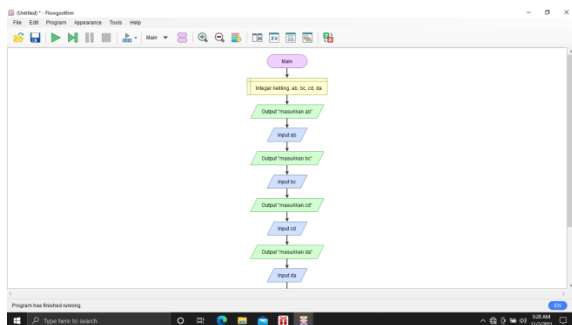 (Untitled) * - Flowgorithm
File Edit Program Appearance Tools Help
Main
Main
Integer keliling, ab, bc, cd, da
Output "masukkan ab"
Input ab
Output "masukkan bc"
Input bc
Output "masukkan cd"
Input cd
Output "masukkan da"
Input da
Program has finished running.
EN
Type here to search
5:28 AM